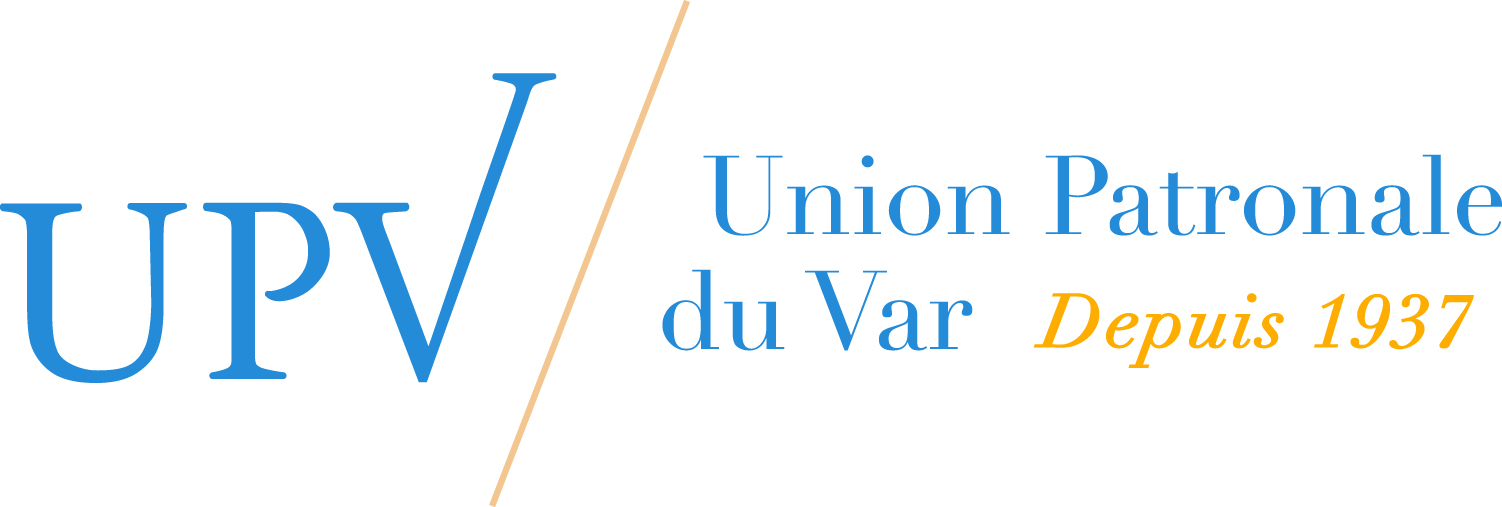 UPV
Union Patronale
du Var Depuis 1937